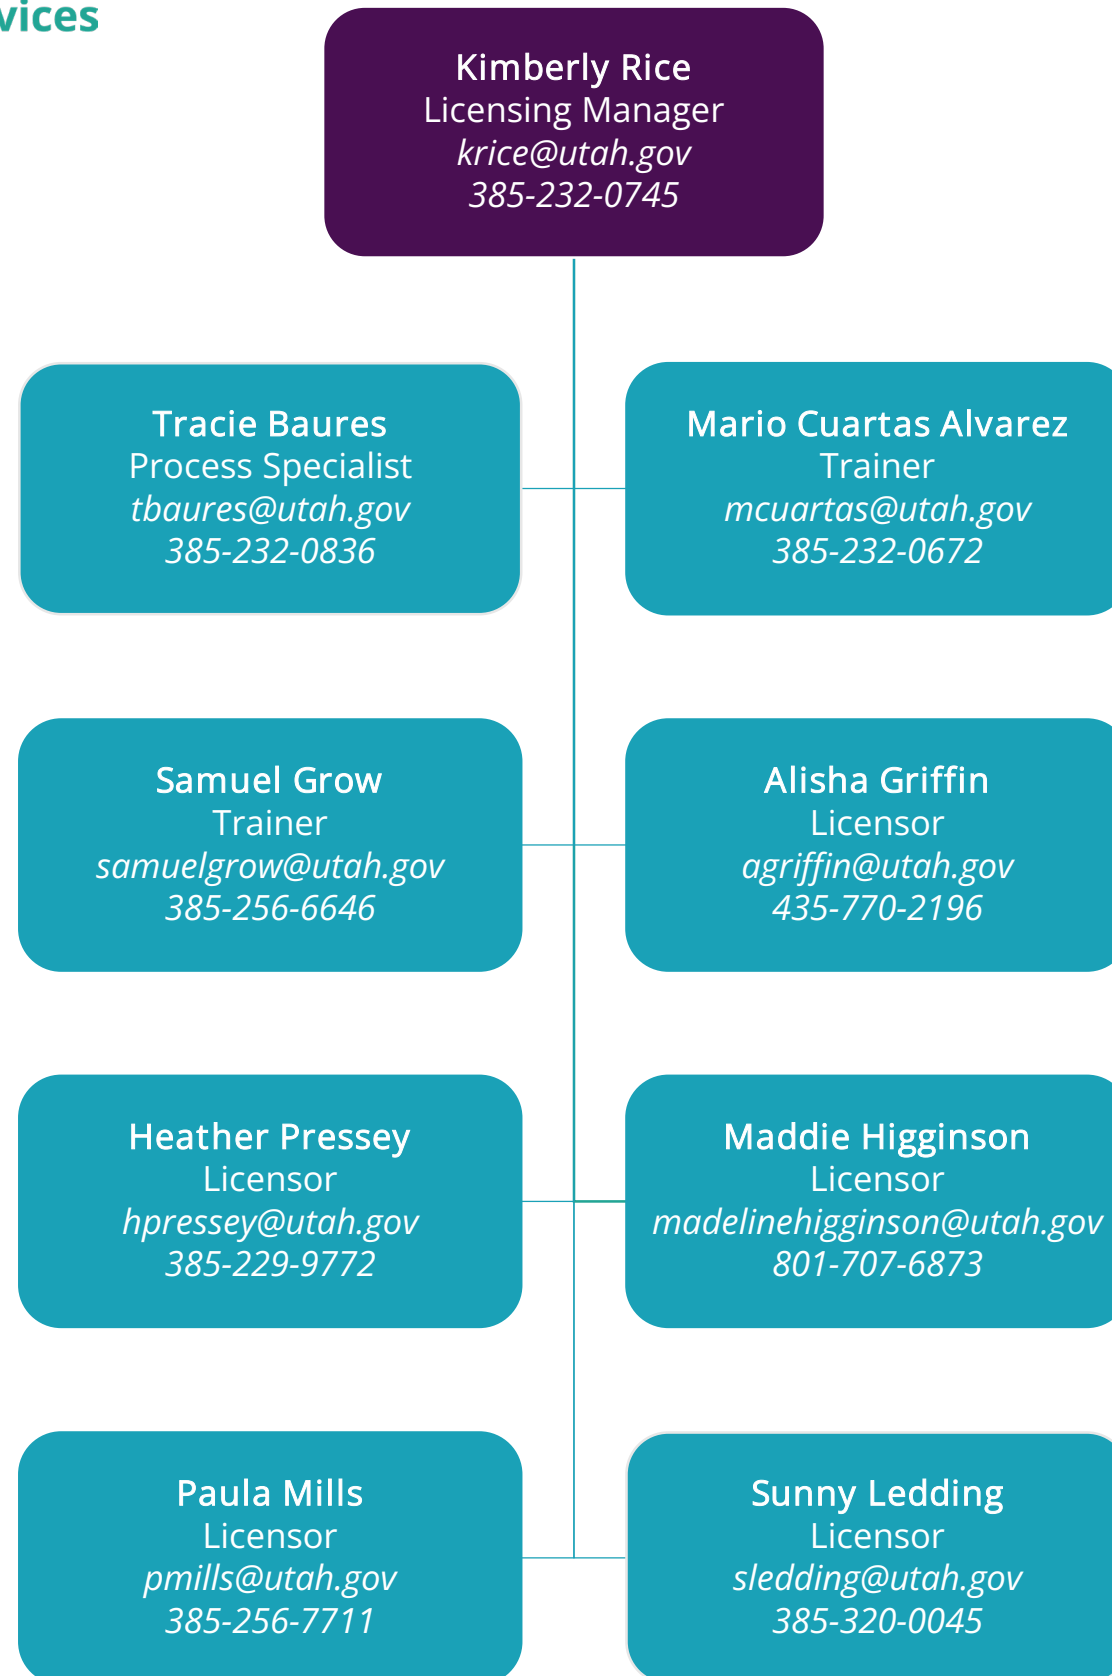 vices
Kimberly Rice
Licensing Manager
krice@utah.gov
385-232-0745
Tracie Baures
Process Specialist
tbaures@utah.gov
385-232-0836
Mario Cuartas Alvarez
Trainer
mcuartas@utah.gov
385-232-0672
Samuel Grow
Trainer
samuelgrow@utah.gov
385-256-6646
Alisha Griffin
Licensor
agriffin@utah.gov
435-770-2196
Heather Pressey
Licensor
hpressey@utah.gov
385-229-9772
Maddie Higginson
Licensor
madelinehigginson@utah.gov
801-707-6873
Paula Mills
Licensor
pmills@utah.gov
385-256-7711
Sunny Ledding
Licensor
sledding@utah.gov
385-320-0045